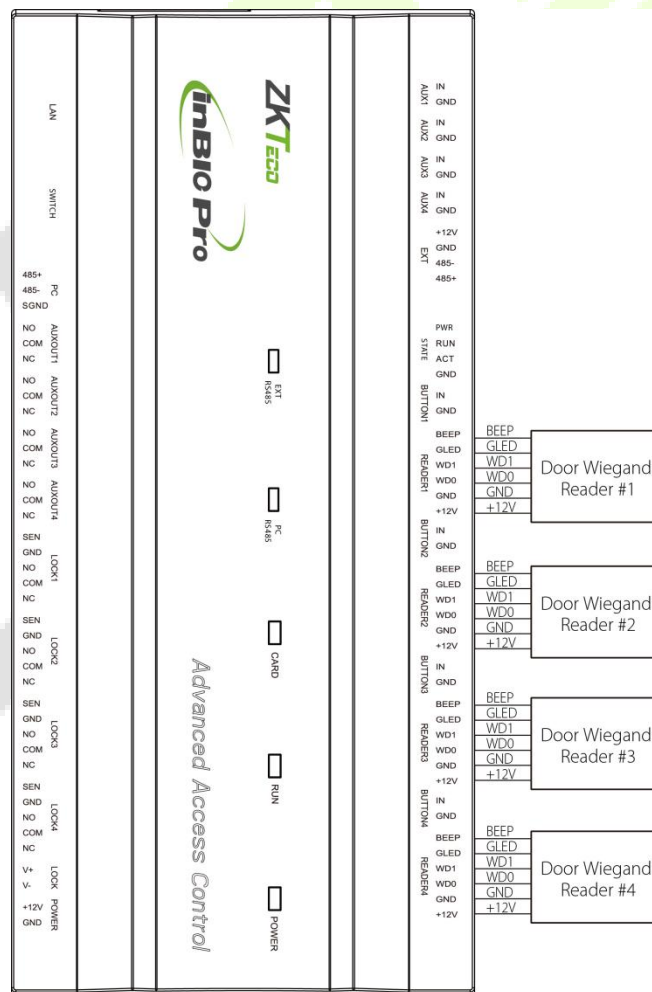 LAN
SWITCH
485+
485-
SGND
PC
NO
COM
NC
AUXOUT1
NO
COM
NC
AUXOUT2
NO
COM
NC
AUXOUT3
NO
COM
NC
AUXOUT4
SEN
GND
NO
COM
NC
LOCK1
SEN
GND
NO
COM
NC
LOCK2
SEN
GND
NO
COM
NC
LOCK3
SEN
GND
NO
COM
NC
LOCK4
V+
V-
LOCK
+12V
GND
POWER
inBIO Pro
Advanced Access Control
ZKTECO
EXT
RS485
PC
RS485
CARD
RUN
POWER
AUX1
IN
GND
AUX2
IN
GND
AUX3
IN
GND
AUX4
IN
GND
EXT
+12V
GND
485-
485+
STATE
PWR
RUN
ACT
GND
BUTTON1
IN
GND
READER1
BEEP
GLED
WD1
WD0
GND
+12V
BUTTON2
IN
GND
READER2
BEEP
GLED
WD1
WD0
GND
+12V
BUTTON3
IN
GND
READER3
BEEP
GLED
WD1
WD0
GND
+12V
BUTTON4
IN
GND
READER4
BEEP
GLED
WD1
WD0
GND
+12V
BEEP
GLED
WD1
WD0
GND
+12V
Door Wiegand
Reader #1
BEEP
GLED
WD1
WD0
GND
+12V
Door Wiegand
Reader #2
BEEP
GLED
WD1
WD0
GND
+12V
Door Wiegand
Reader #3
BEEP
GLED
WD1
WD0
GND
+12V
Door Wiegand
Reader #4